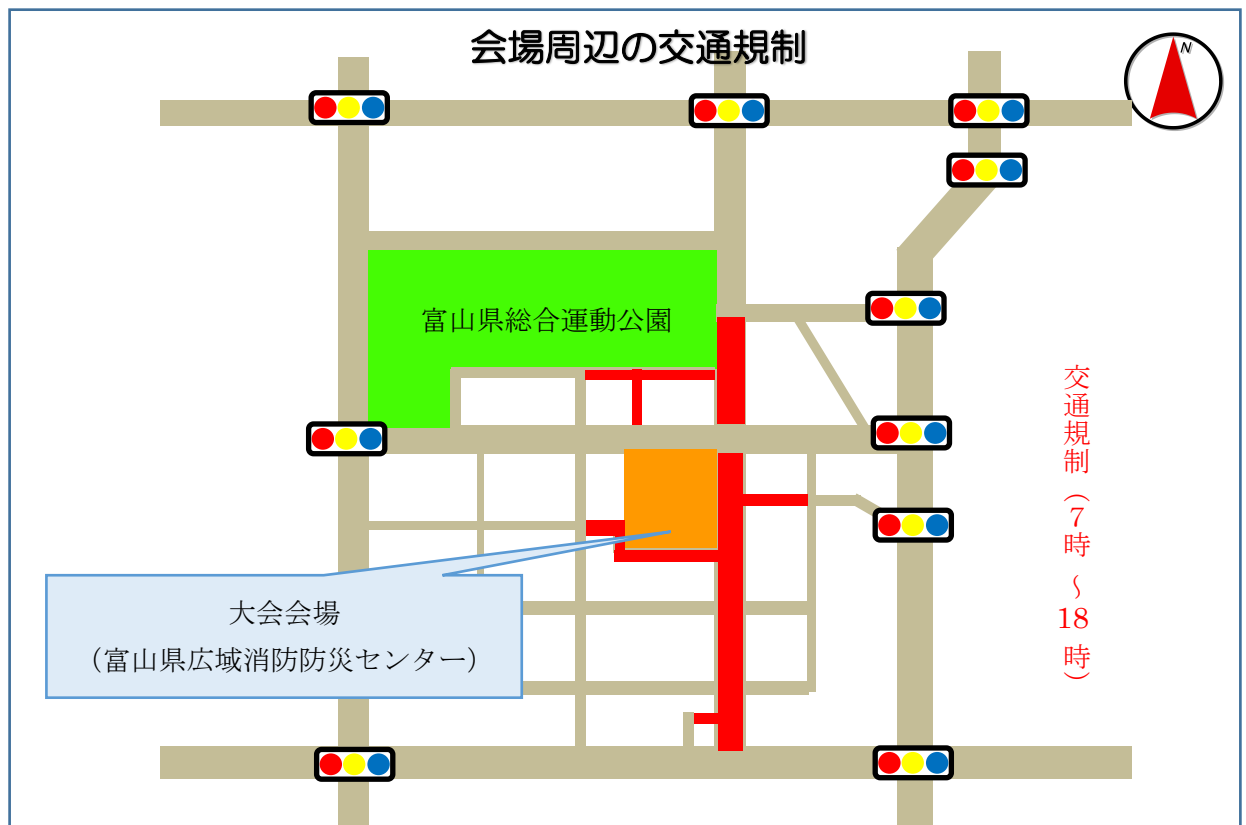 会場周辺の交通規制
N
富山県総合運動公園
交通規制（7時～18時）
大会会場
（富山県広域消防防災センター）